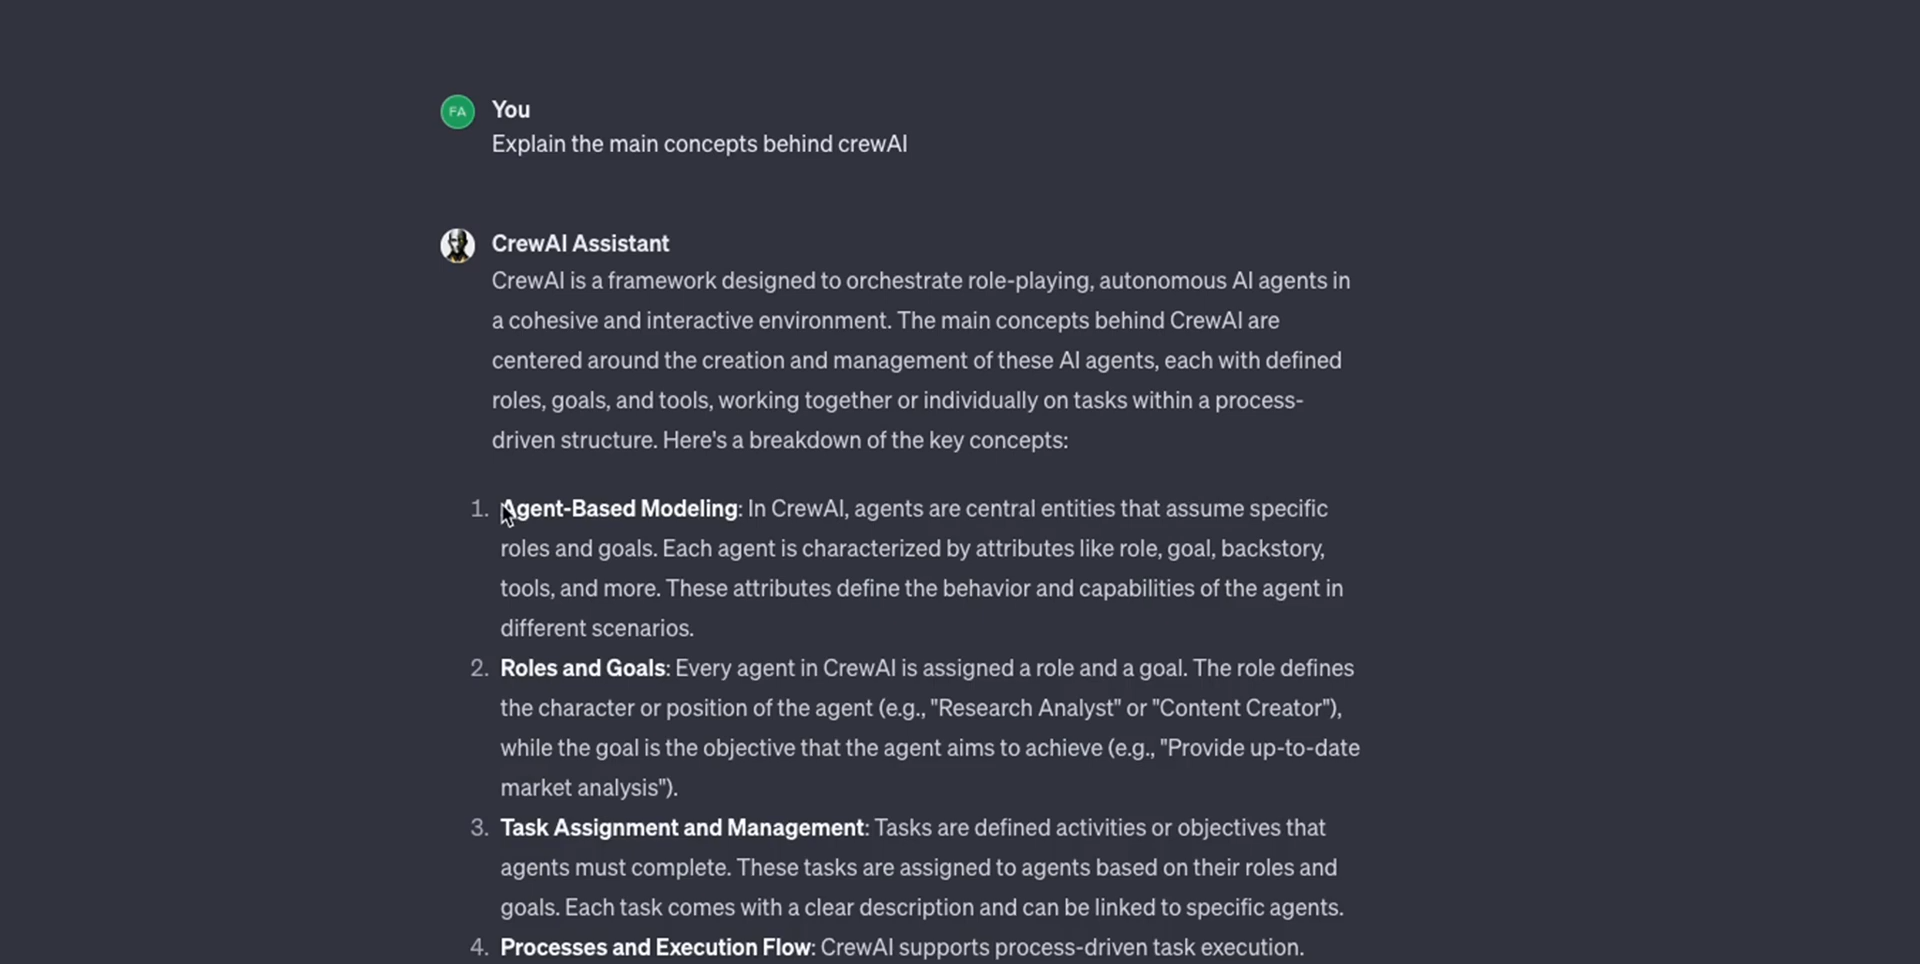 FA
You
Explain the main concepts behind crewAI
CrewAI Assistant
CrewAI is a framework designed to orchestrate role-playing, autonomous AI agents in
a cohesive and interactive environment. The main concepts behind CrewAI are
centered around the creation and management of these AI agents, each with defined
roles, goals, and tools, working together or individually on tasks within a process-
driven structure. Here's a breakdown of the key concepts:
1. Agent-Based Modeling: In CrewAI, agents are central entities that assume specific
roles and goals. Each agent is characterized by attributes like role, goal, backstory,
tools, and more. These attributes define the behavior and capabilities of the agent in
different scenarios.
2. Roles and Goals: Every agent in CrewAI is assigned a role and a goal. The role defines
the character or position of the agent (e.g., "Research Analyst" or "Content Creator"),
while the goal is the objective that the agent aims to achieve (e.g., "Provide up-to-date
market analysis").
3. Task Assignment and Management: Tasks are defined activities or objectives that
agents must complete. These tasks are assigned to agents based on their roles and
goals. Each task comes with a clear description and can be linked to specific agents.
4. Processes and Execution Flow: CrewAI supports process-driven task execution.